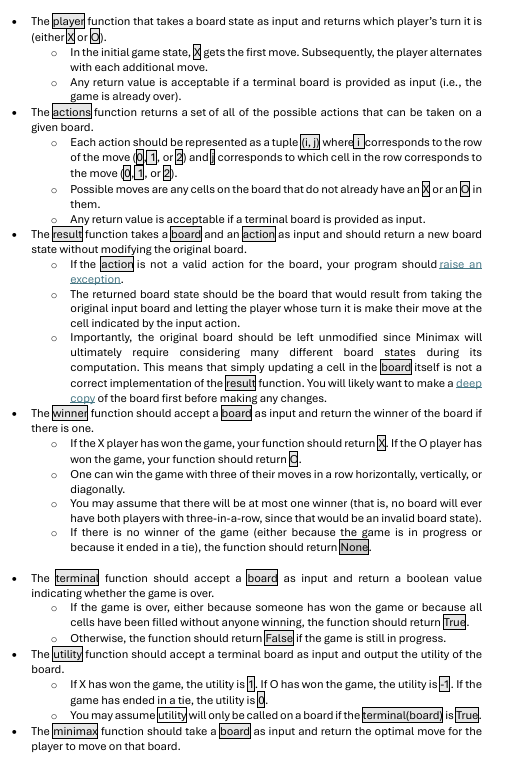 • The player function that takes a board state as input and returns which player's turn it is
(either X or O).
o In the initial game state, X gets the first move. Subsequently, the player alternates
with each additional move.
o Any return value is acceptable if a terminal board is provided as input (i.e., the
game is already over).
• The actions function returns a set of all of the possible actions that can be taken on a
given board.
o Each action should be represented as a tuple (i, j) where i corresponds to the row
of the move (0, 1, or 2) and j corresponds to which cell in the row corresponds to
the move (0, 1, or 2).
o Possible moves are any cells on the board that do not already have an X or an O in
them.
o Any return value is acceptable if a terminal board is provided as input.
• The result function takes a board and an action as input and should return a new board
state without modifying the original board.
o If the action is not a valid action for the board, your program should raise an
exception.
o The returned board state should be the board that would result from taking the
original input board and letting the player whose turn it is make their move at the
cell indicated by the input action.
o Importantly, the original board should be left unmodified since Minimax will
ultimately require considering many different board states during its
computation. This means that simply updating a cell in the board itself is not a
correct implementation of the result function. You will likely want to make a deep
copy of the board first before making any changes.
• The winner function should accept a board as input and return the winner of the board if
there is one.
o If the X player has won the game, your function should return X. If the O player has
won the game, your function should return O.
o One can win the game with three of their moves in a row horizontally, vertically, or
diagonally.
o You may assume that there will be at most one winner (that is, no board will ever
have both players with three-in-a-row, since that would be an invalid board state).
o If there is no winner of the game (either because the game is in progress or
because it ended in a tie), the function should return None.
• The terminal function should accept a board as input and return a boolean value
indicating whether the game is over.
o If the game is over, either because someone has won the game or because all
cells have been filled without anyone winning, the function should return True.
o Otherwise, the function should return False if the game is still in progress.
• The utility function should accept a terminal board as input and output the utility of the
board.
o If X has won the game, the utility is 1. If O has won the game, the utility is -1. If the
game has ended in a tie, the utility is 0.
o You may assume utility will only be called on a board if the terminal(board) is True.
• The minimax function should take a board as input and return the optimal move for the
player to move on that board.